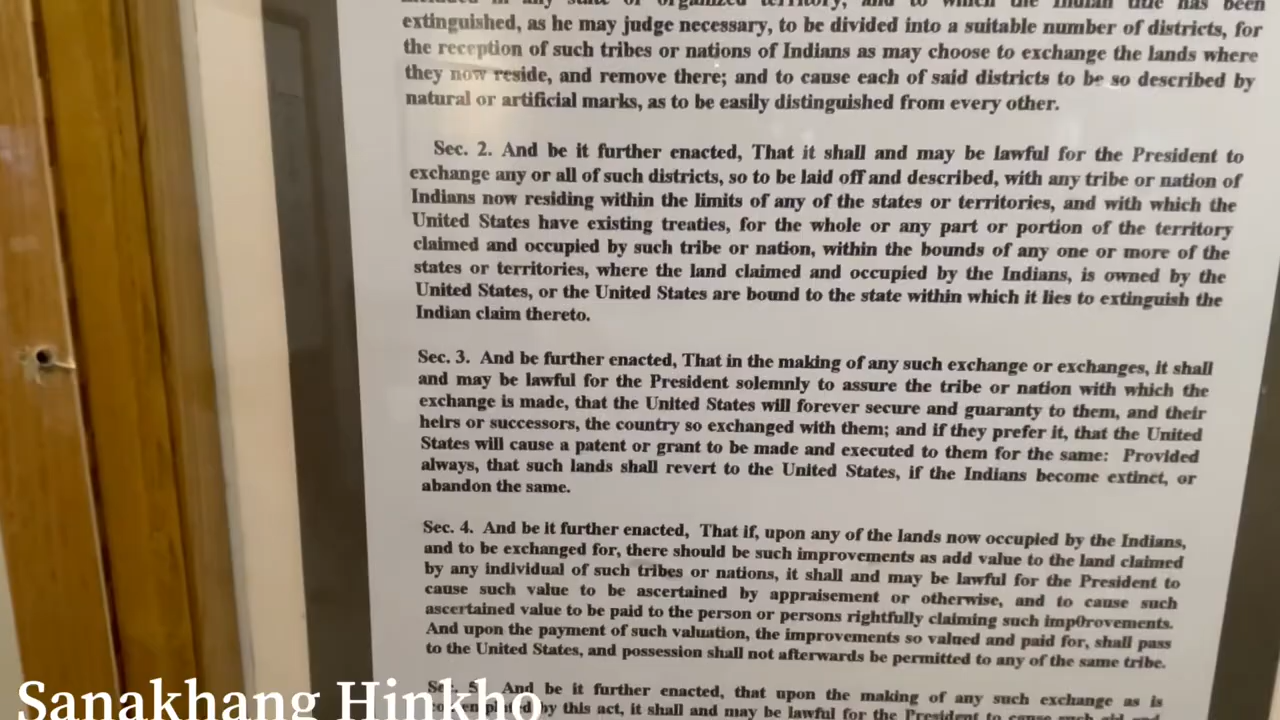 included in any state or organized territory, and to which the Indian title has been
extinguished, as he may judge necessary, to be divided into a suitable number of districts, for
the reception of such tribes or nations of Indians as may choose to exchange the lands where
they now reside, and remove there; and to cause each of said districts to be so described by
natural or artificial marks, as to be easily distinguished from every other.
Sec. 2. And be it further enacted, That it shall and may be lawful for the President to
exchange any or all of such districts, so to be laid off and described, with any tribe or nation of
Indians now residing within the limits of any of the states or territories, and with which the
United States have existing treaties, for the whole or any part or portion of the territory
claimed and occupied by such tribe or nation, within the bounds of any one or more of the
states or territories, where the land claimed and occupied by the Indians, is owned by the
United States, or the United States are bound to the state within which it lies to extinguish the
Indian claim thereto.
Sec. 3. And be further enacted, That in the making of any such exchange or exchanges, it shall
and may be lawful for the President solemnly to assure the tribe or nation with which the
exchange is made, that the United States will forever secure and guaranty to them, and their
heirs or successors, the country so exchanged with them; and if they prefer it, that the United
States will cause a patent or grant to be made and executed to them for the same: Provided
always, that such lands shall revert to the United States, if the Indians become extinct, or
abandon the same.
Sec. 4. And be it further enacted, That if, upon any of the lands now occupied by the Indians,
and to be exchanged for, there should be such improvements as add value to the land claimed
by any individual of such tribes or nations, it shall and may be lawful for the President to
cause such value to be ascertained by appraisement or otherwise, and to cause such
ascertained value to be paid to the person or persons rightfully claiming such imp0rovements.
And upon the payment of such valuation, the improvements so valued and paid for, shall pass
to the United States, and possession shall not afterwards be permitted to any of the same tribe.
Sec. 5. And be it further enacted, that upon the making of any such exchange as is
by this act, it shall and may be lawful for the President to cause such aid and
Sanakhang Hinkho